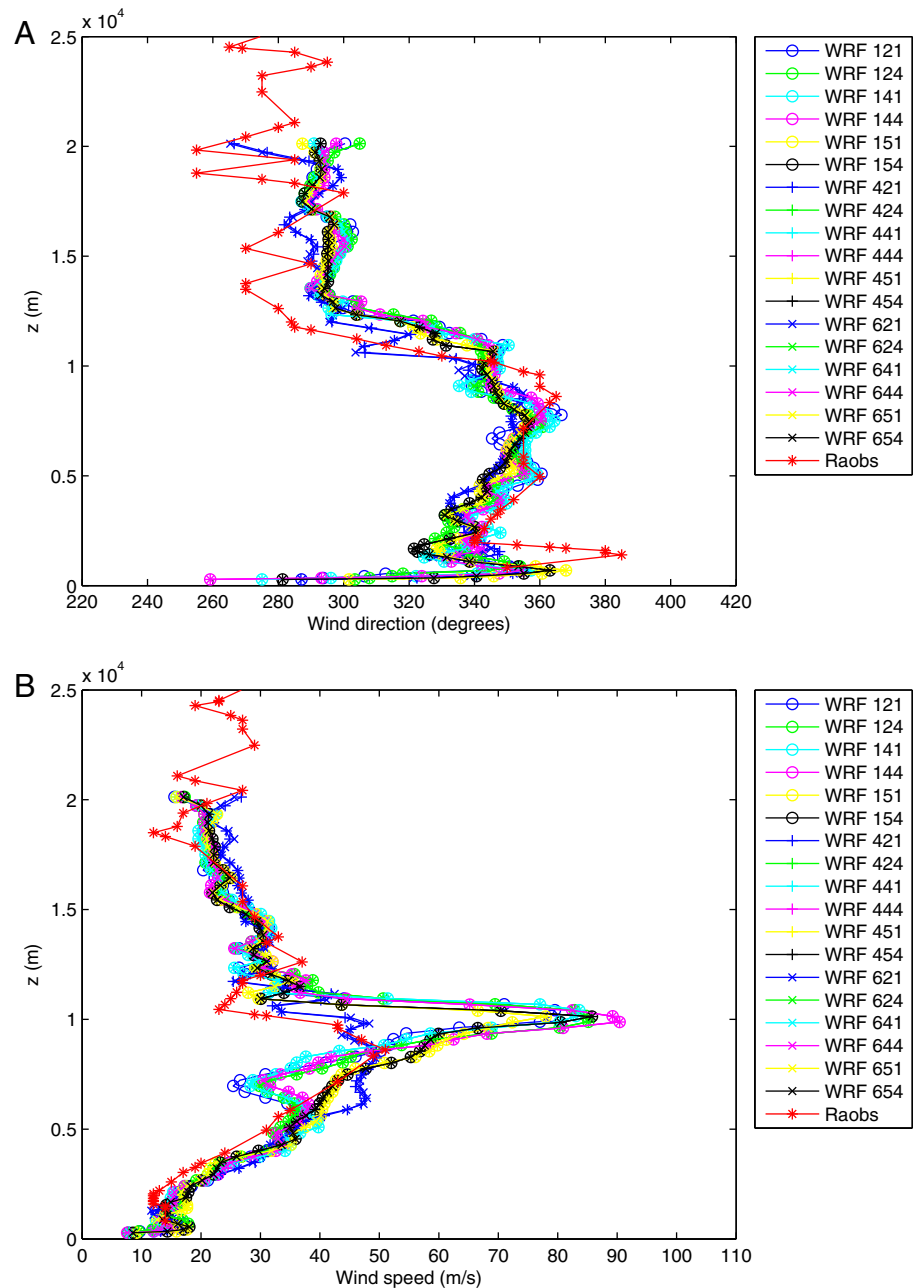 A
x 10^4
2.5
2
1.5
1
0.5
0
z (m)
220 240 260 280 300 320 340 360 380 400 420
Wind direction (degrees)
WRF 121
WRF 124
WRF 141
WRF 144
WRF 151
WRF 154
WRF 421
WRF 424
WRF 441
WRF 444
WRF 451
WRF 454
WRF 621
WRF 624
WRF 641
WRF 644
WRF 651
WRF 654
Raobs
B
x 10^4
2.5
2
1.5
1
0.5
0
z (m)
0 10 20 30 40 50 60 70 80 90 100 110
Wind speed (m/s)
WRF 121
WRF 124
WRF 141
WRF 144
WRF 151
WRF 154
WRF 421
WRF 424
WRF 441
WRF 444
WRF 451
WRF 454
WRF 621
WRF 624
WRF 641
WRF 644
WRF 651
WRF 654
Raobs